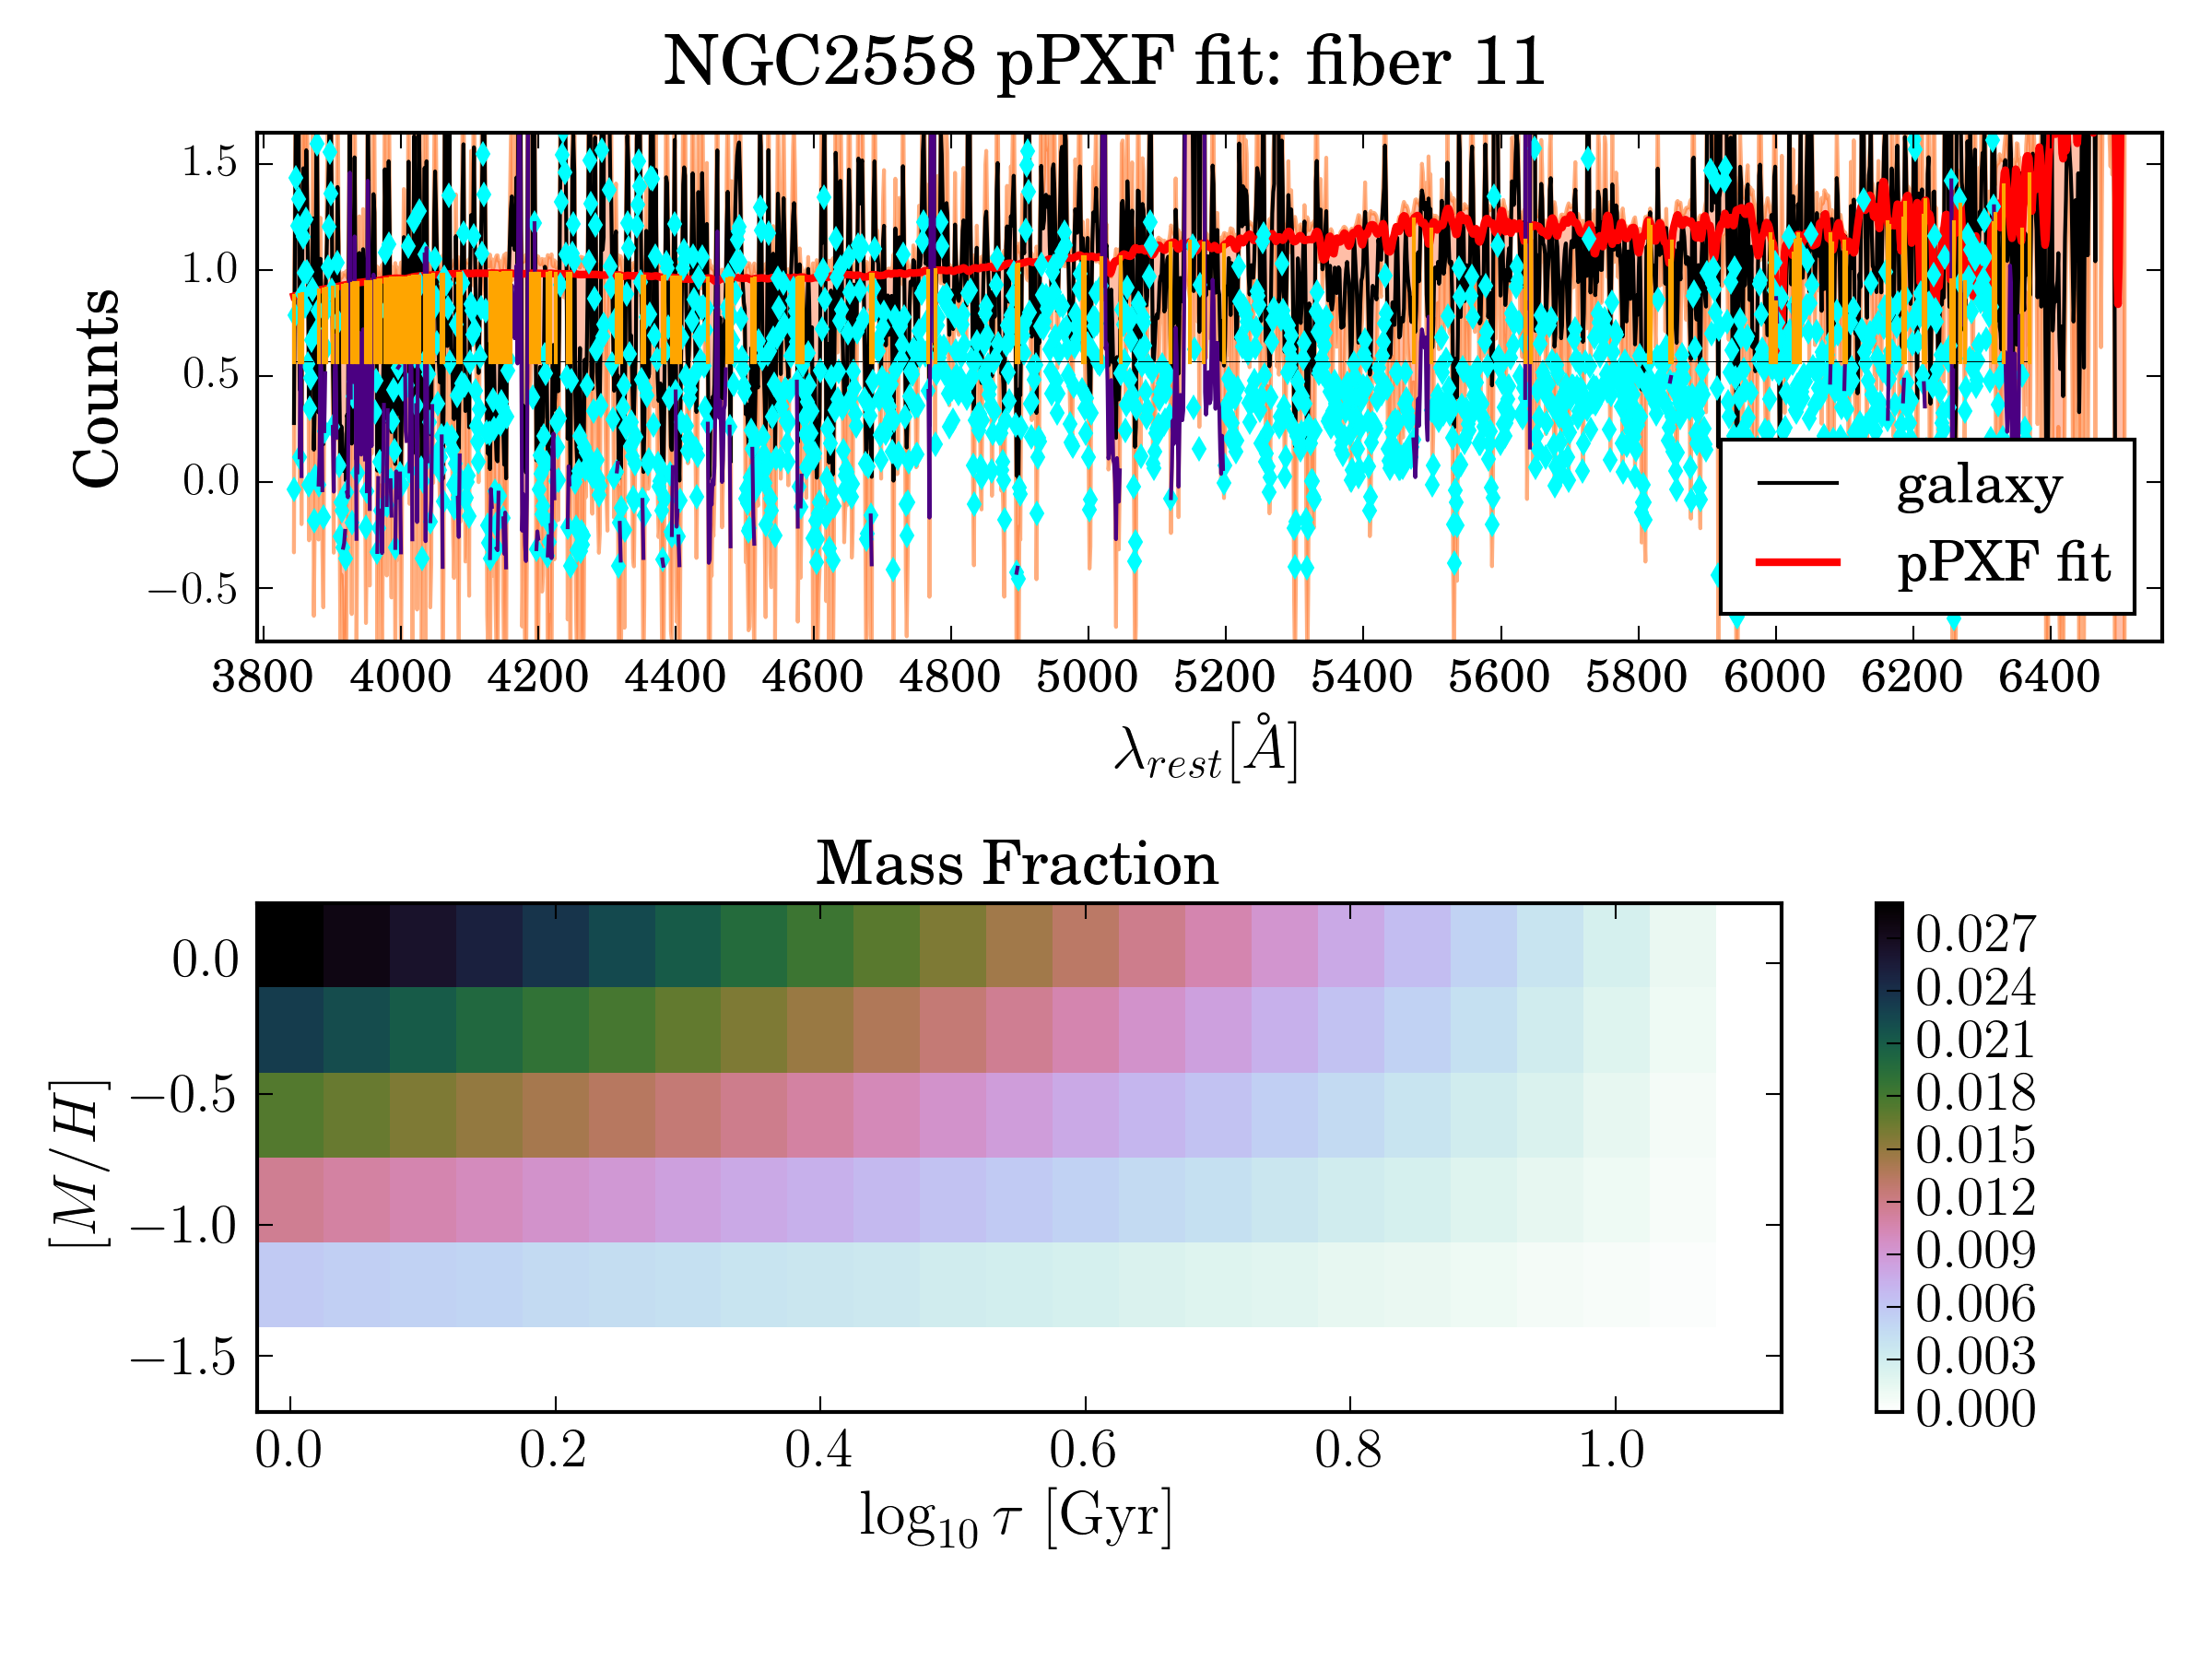 NGC2558 pPXF fit: fiber 11
Counts
1.5
1.0
0.5
0.0
−0.5
galaxy
pPXF fit
3800 4000 4200 4400 4600 4800 5000 5200 5400 5600 5800 6000 6200 6400
λ_rest[Å]
Mass Fraction
[M/H]
0.0
−0.5
−1.0
−1.5
0.0 0.2 0.4 0.6 0.8 1.0
log₁₀ τ [Gyr]
0.027
0.024
0.021
0.018
0.015
0.012
0.009
0.006
0.003
0.000